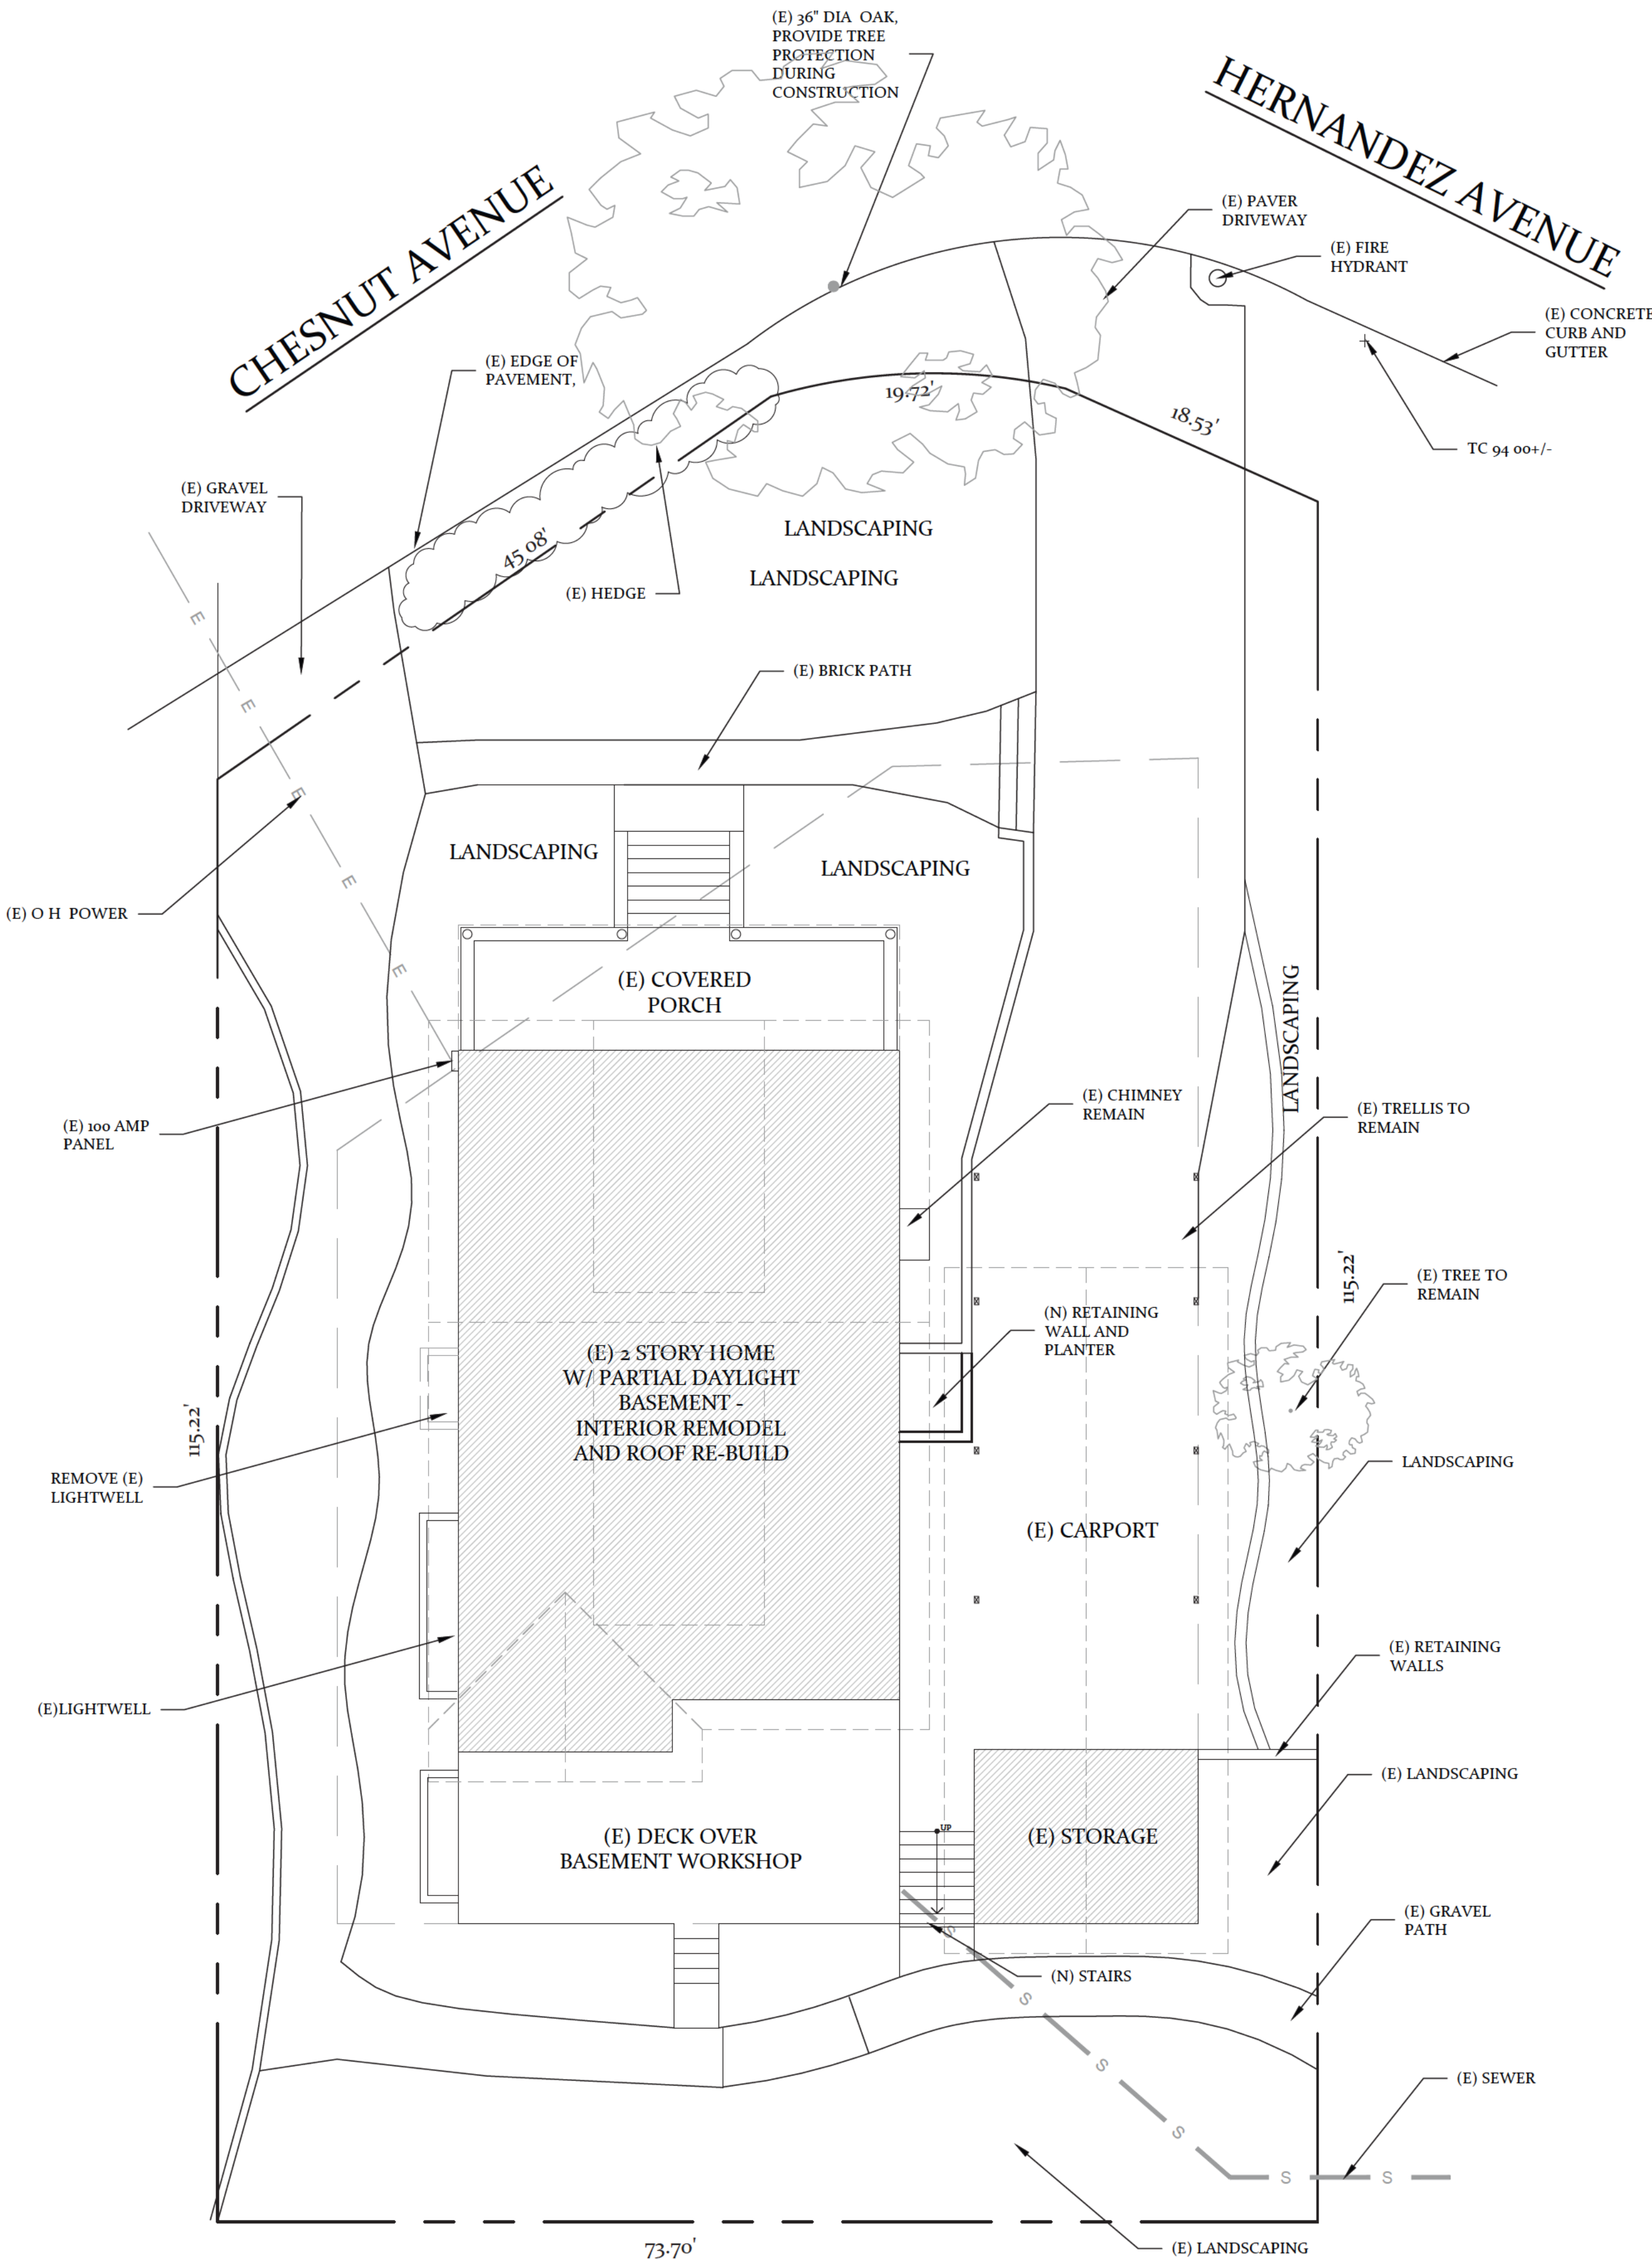 (E) 36" DIA OAK,
PROVIDE TREE
PROTECTION
DURING
CONSTRUCTION
HERNANDEZ AVENUE
CHESNUT AVENUE
(E) PAVER
DRIVEWAY
(E) FIRE
HYDRANT
(E) CONCRETE
CURB AND
GUTTER
(E) EDGE OF
PAVEMENT,
19.72'
18.53'
TC 94 00+/-
(E) GRAVEL
DRIVEWAY
45 08'
LANDSCAPING
LANDSCAPING
(E) HEDGE
E
(E) BRICK PATH
E
E
LANDSCAPING
LANDSCAPING
E
(E) O H POWER
E
(E) COVERED
PORCH
LANDSCAPING
(E) CHIMNEY
REMAIN
(E) TRELLIS TO
REMAIN
(E) 100 AMP
PANEL
115.22'
(E) TREE TO
REMAIN
(N) RETAINING
WALL AND
PLANTER
(E) 2 STORY HOME
W/ PARTIAL DAYLIGHT
BASEMENT -
INTERIOR REMODEL
AND ROOF RE-BUILD
115.22'
LANDSCAPING
REMOVE (E)
LIGHTWELL
(E) CARPORT
(E) RETAINING
WALLS
(E)LIGHTWELL
(E) LANDSCAPING
UP
(E) DECK OVER
BASEMENT WORKSHOP
(E) STORAGE
(E) GRAVEL
PATH
S
(N) STAIRS
S
S
(E) SEWER
S
S
S
73.70'
(E) LANDSCAPING